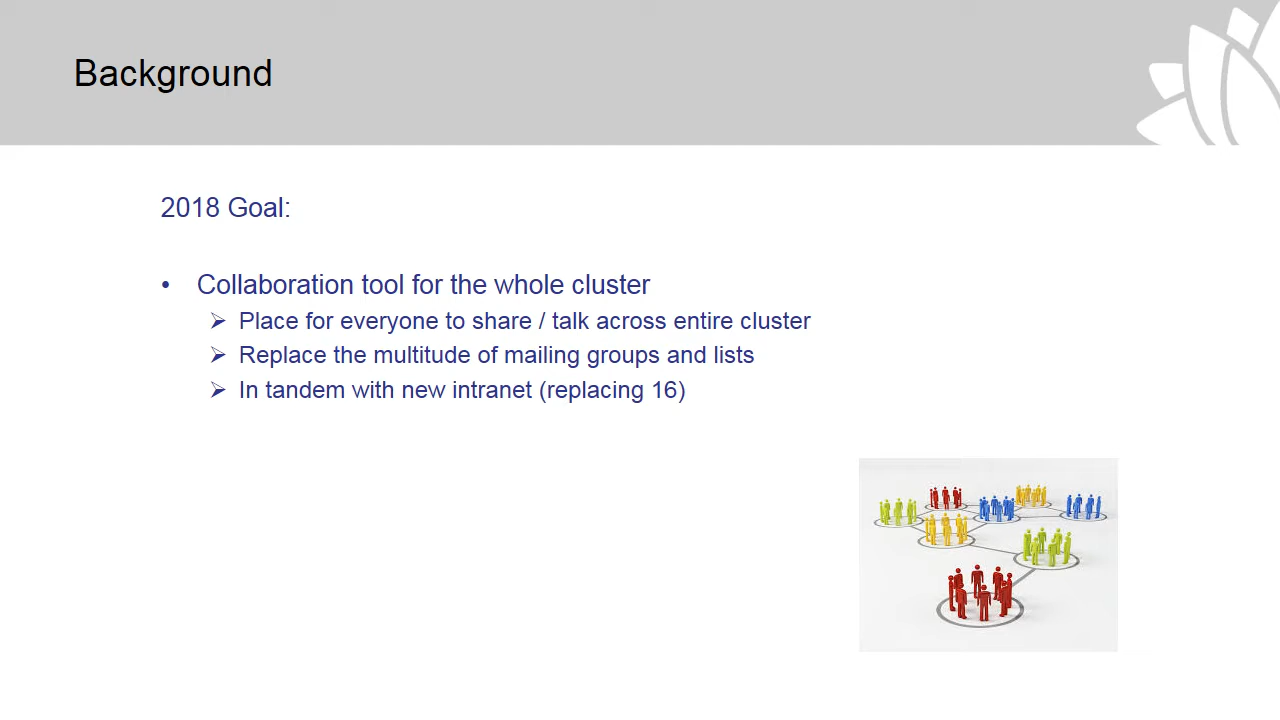 Background
2018 Goal:
• Collaboration tool for the whole cluster
➢ Place for everyone to share / talk across entire cluster
➢ Replace the multitude of mailing groups and lists
➢ In tandem with new intranet (replacing 16)